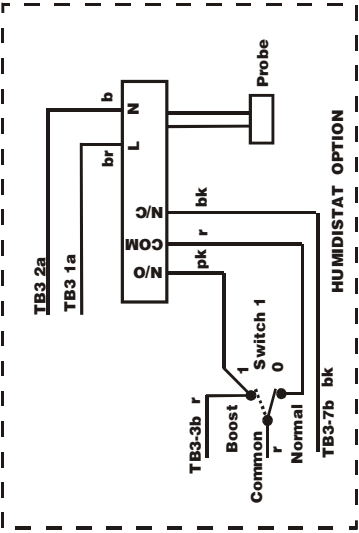 TB3 2a
b
N
TB3 1a
br
L
Probe
N/C
bk
COM
r
N/O
pk
HUMIDISTAT OPTION
Switch 1
1
0
TB3-3b r
Boost
Common
r
Normal
TB3-7b bk